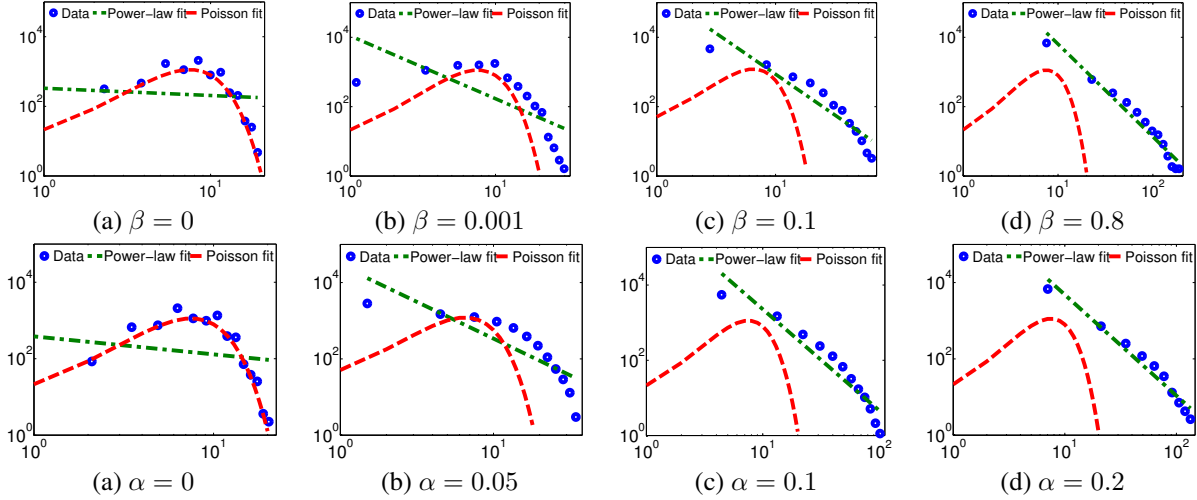 Data Power−law fit Poisson fit
10^4
10^2
10^0
10^0 10^1
(a) β = 0
Data Power−law fit Poisson fit
10^4
10^2
10^0
10^0 10^1
(b) β = 0.001
Data Power−law fit Poisson fit
10^4
10^2
10^0
10^0 10^1
(c) β = 0.1
Data Power−law fit Poisson fit
10^4
10^2
10^0
10^0 10^1 10^2
(d) β = 0.8
Data Power−law fit Poisson fit
10^4
10^2
10^0
10^0 10^1
(a) α = 0
Data Power−law fit Poisson fit
10^4
10^2
10^0
10^0 10^1
(b) α = 0.05
Data Power−law fit Poisson fit
10^4
10^2
10^0
10^0 10^1 10^2
(c) α = 0.1
Data Power−law fit Poisson fit
10^4
10^2
10^0
10^0 10^1 10^2
(d) α = 0.2